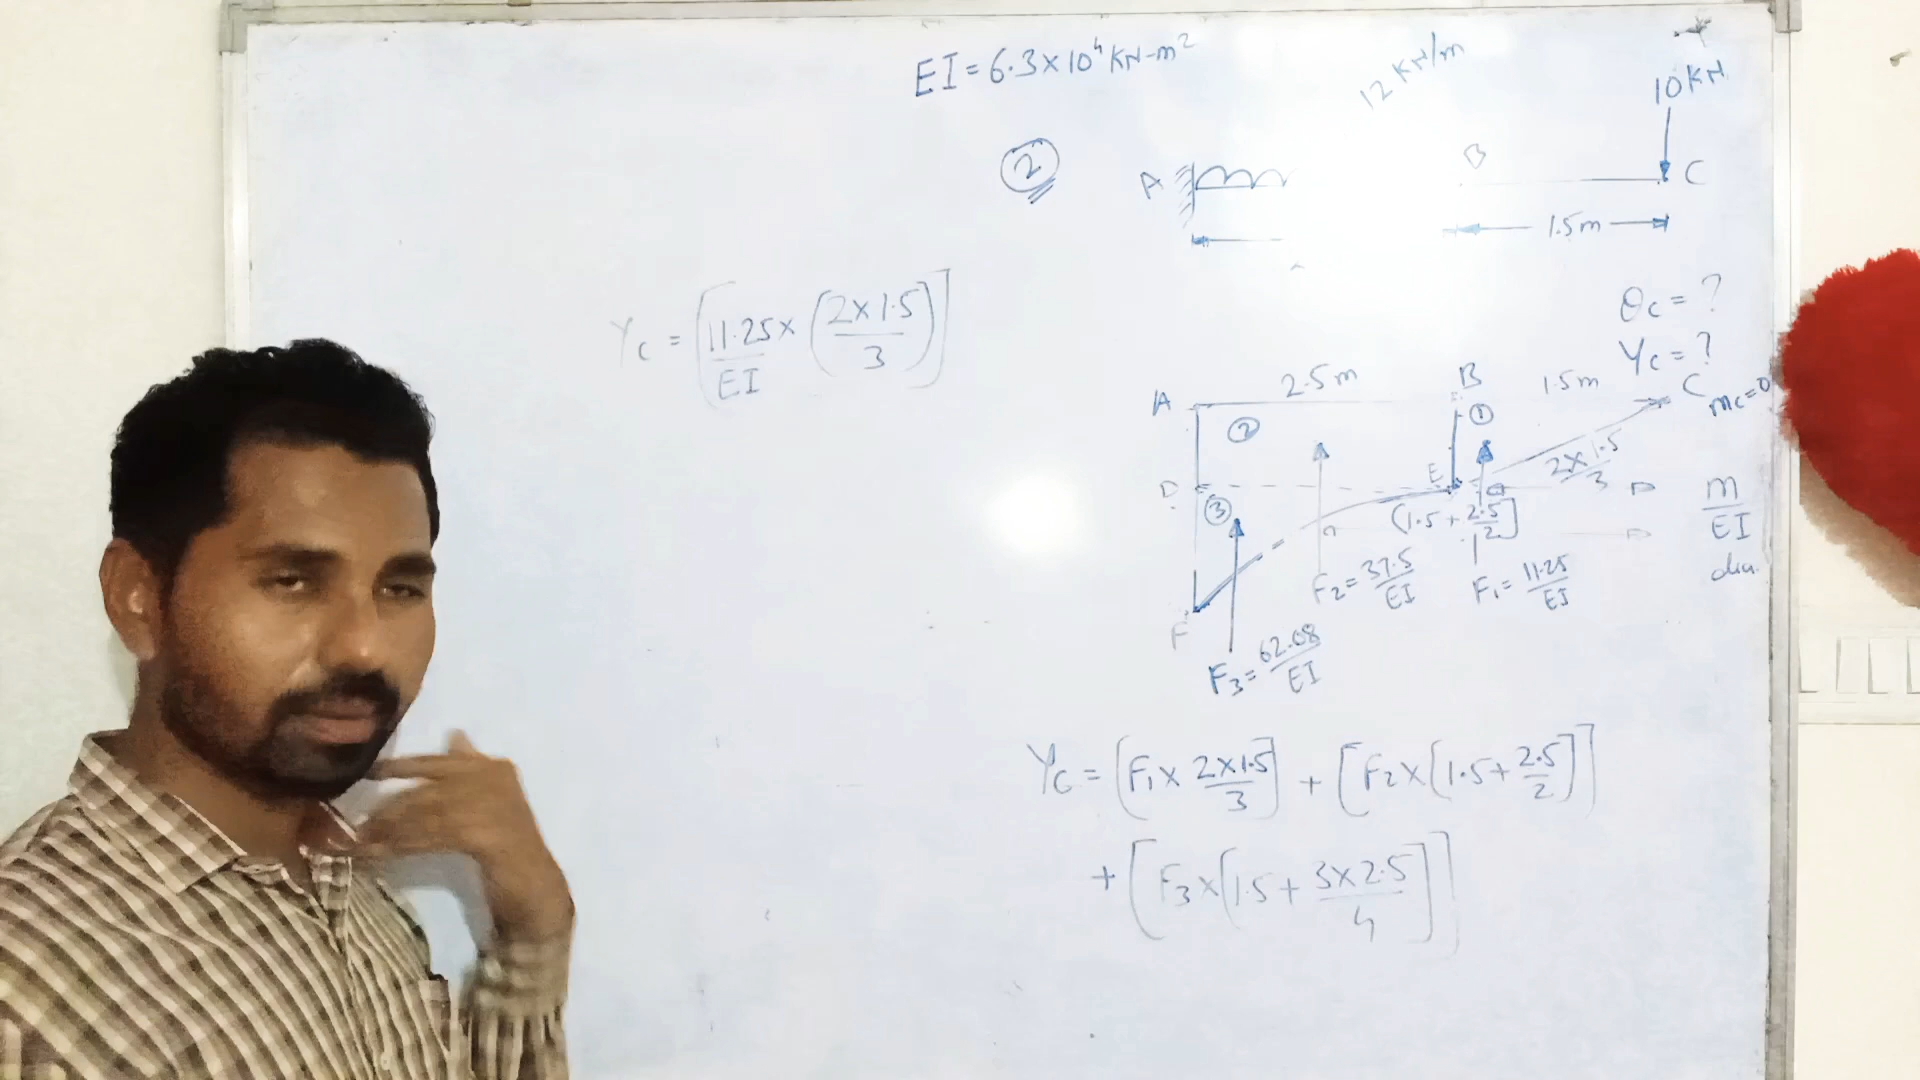 EI = 6.3 × 10⁴ KN-m²
12 KN/m
10 KN
②
A
B
C
1.5m
θc = ?
Yc = ?
Yc = [11.25/EI × (2×1.5/3)]
A
2.5m
B
1.5m
C
mc=0
②
①
D
E
2×1.5/3
③
(1.5 + 2.5/2)
m/EI
dia.
F2 = 37.5/EI
F1 = 11.25/EI
F
F3 = 62.08/EI
Yc = [F1 × 2×1.5/3] + [F2 × (1.5 + 2.5/2)]
+ [F3 × (1.5 + 3×2.5/4)]